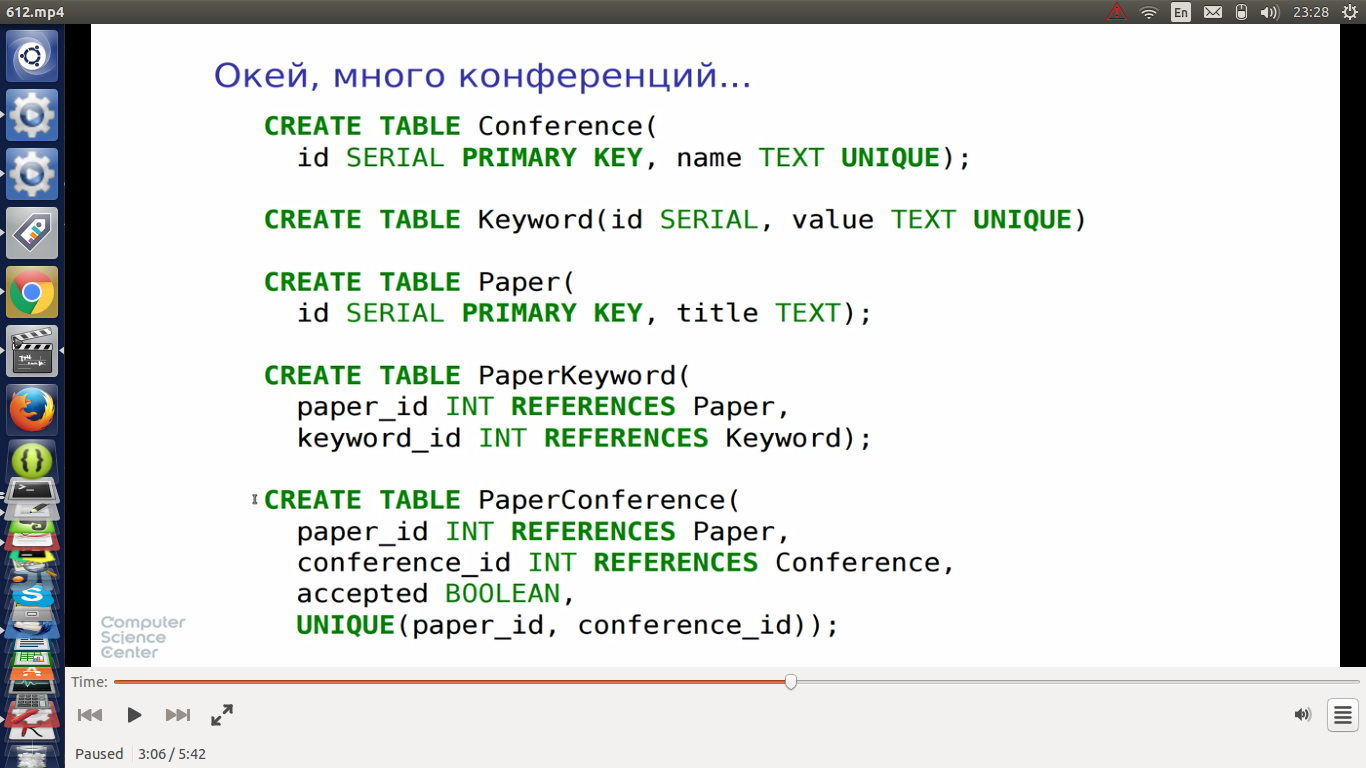 612.mp4
En
23:28
Окей, много конференций...
CREATE TABLE Conference(
id SERIAL PRIMARY KEY, name TEXT UNIQUE);
CREATE TABLE Keyword(id SERIAL, value TEXT UNIQUE)
CREATE TABLE Paper(
id SERIAL PRIMARY KEY, title TEXT);
CREATE TABLE PaperKeyword(
paper_id INT REFERENCES Paper,
keyword_id INT REFERENCES Keyword);
CREATE TABLE PaperConference(
paper_id INT REFERENCES Paper,
conference_id INT REFERENCES Conference,
accepted BOOLEAN,
UNIQUE(paper_id, conference_id));
Computer
Science
Center
Time:
Paused 3:06 / 5:42